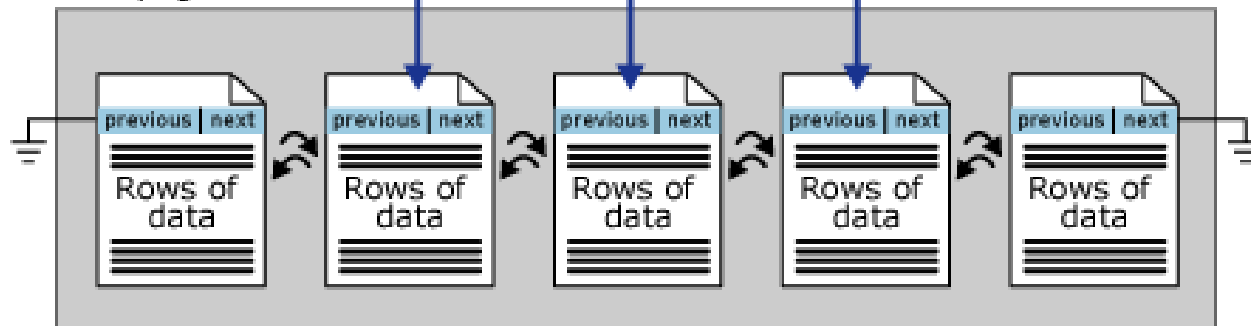 previous next previous next previous next previous next previous next
Rows of Rows of Rows of Rows of Rows of
data data data data data